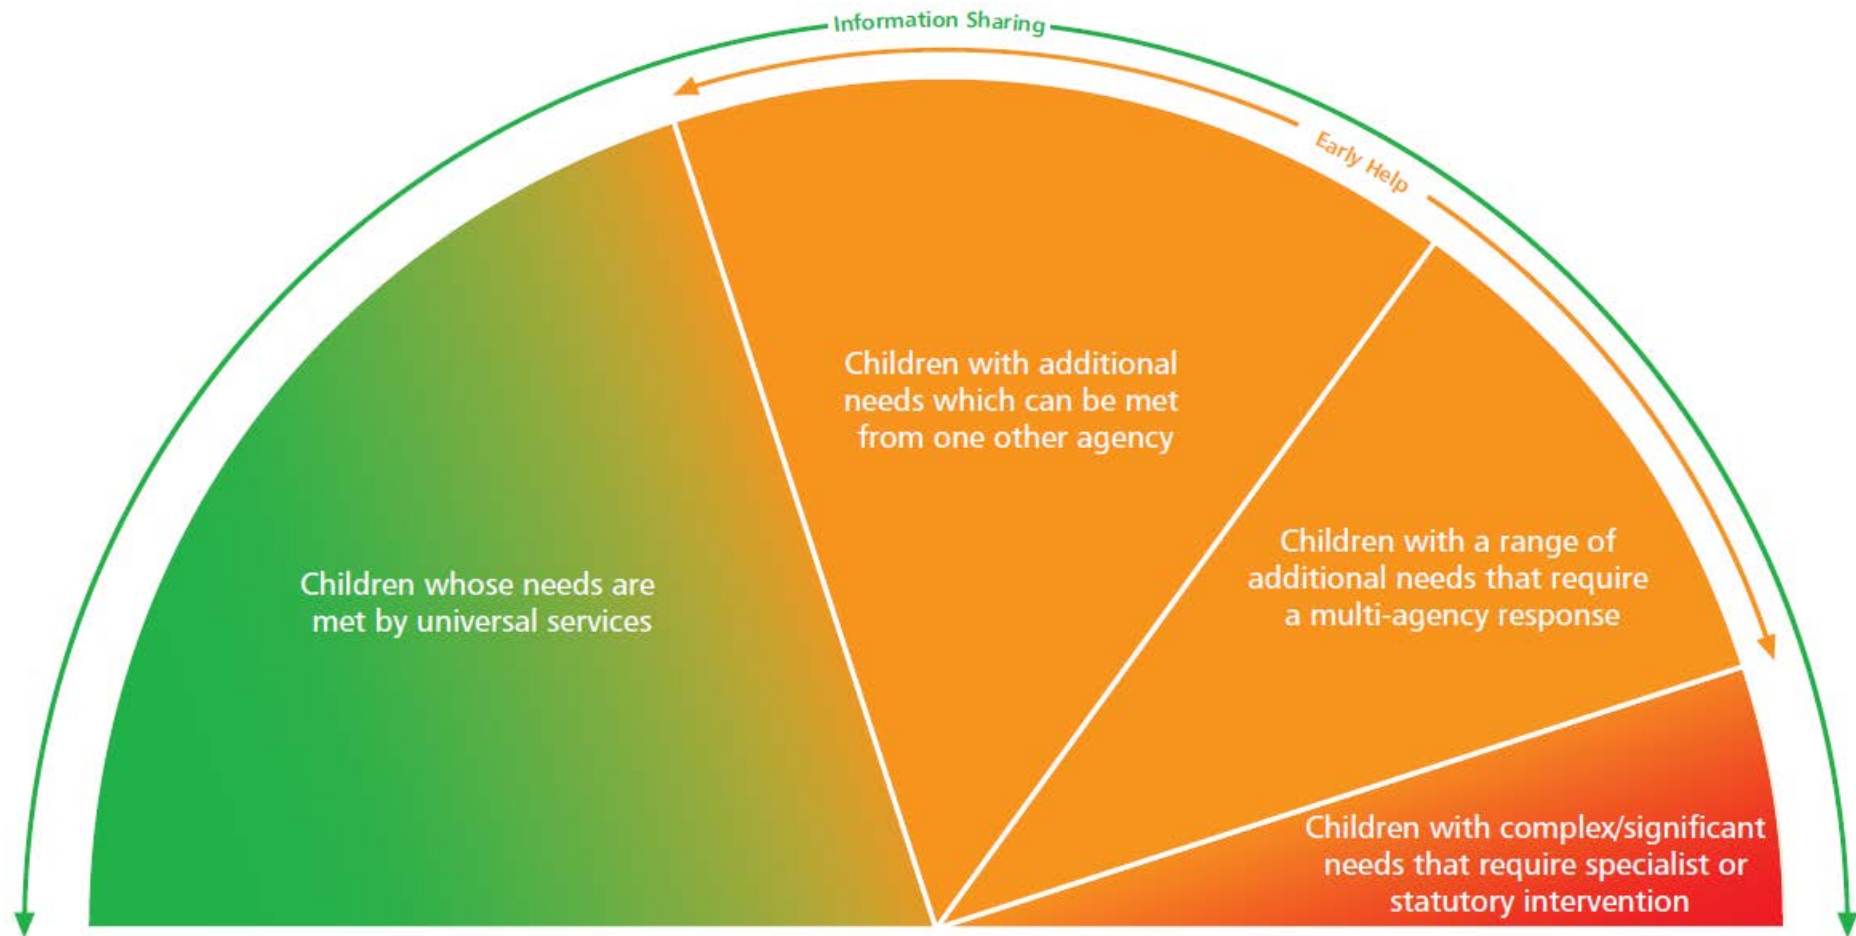 Information Sharing
Early Help
Children with additional
needs which can be met
from one other agency
Children with a range of
additional needs that require
a multi-agency response
Children whose needs are
met by universal services
Children with complex/significant
needs that require specialist or
statutory intervention